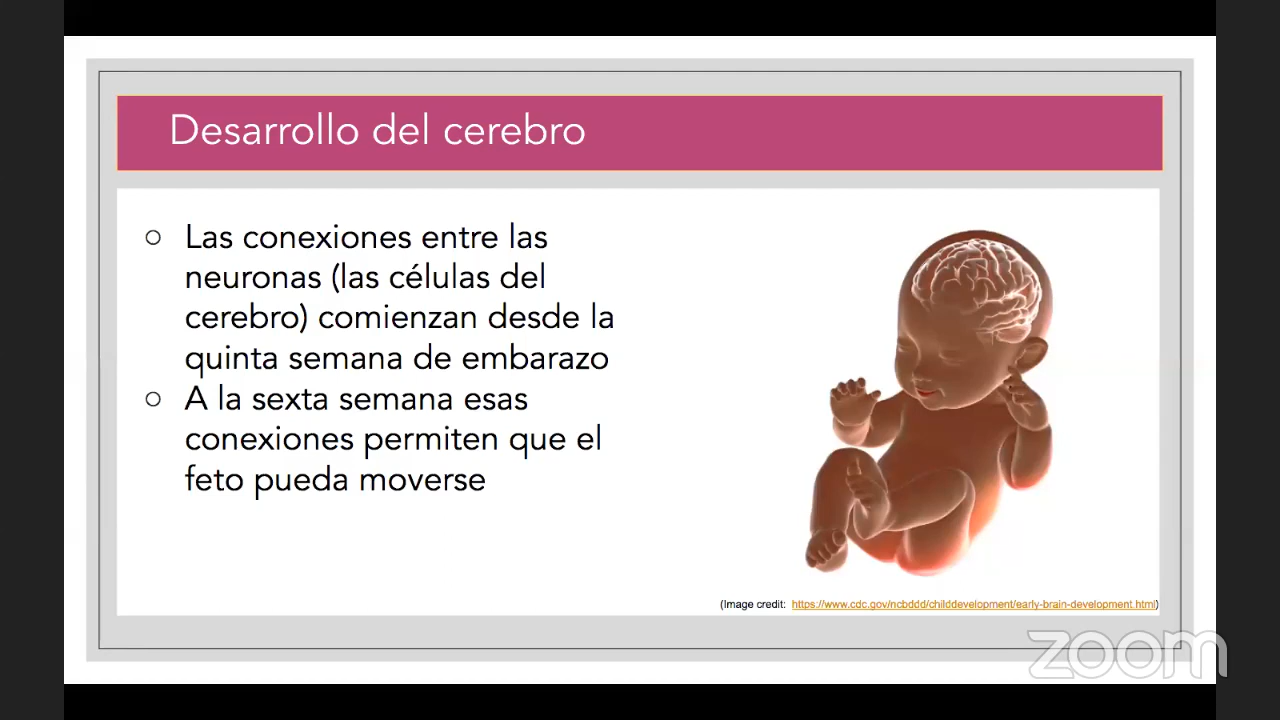 Desarrollo del cerebro
○ Las conexiones entre las
neuronas (las células del
cerebro) comienzan desde la
quinta semana de embarazo
○ A la sexta semana esas
conexiones permiten que el
feto pueda moverse
(Image credit: https://www.cdc.gov/ncbddd/childdevelopment/early-brain-development.html)
zoom